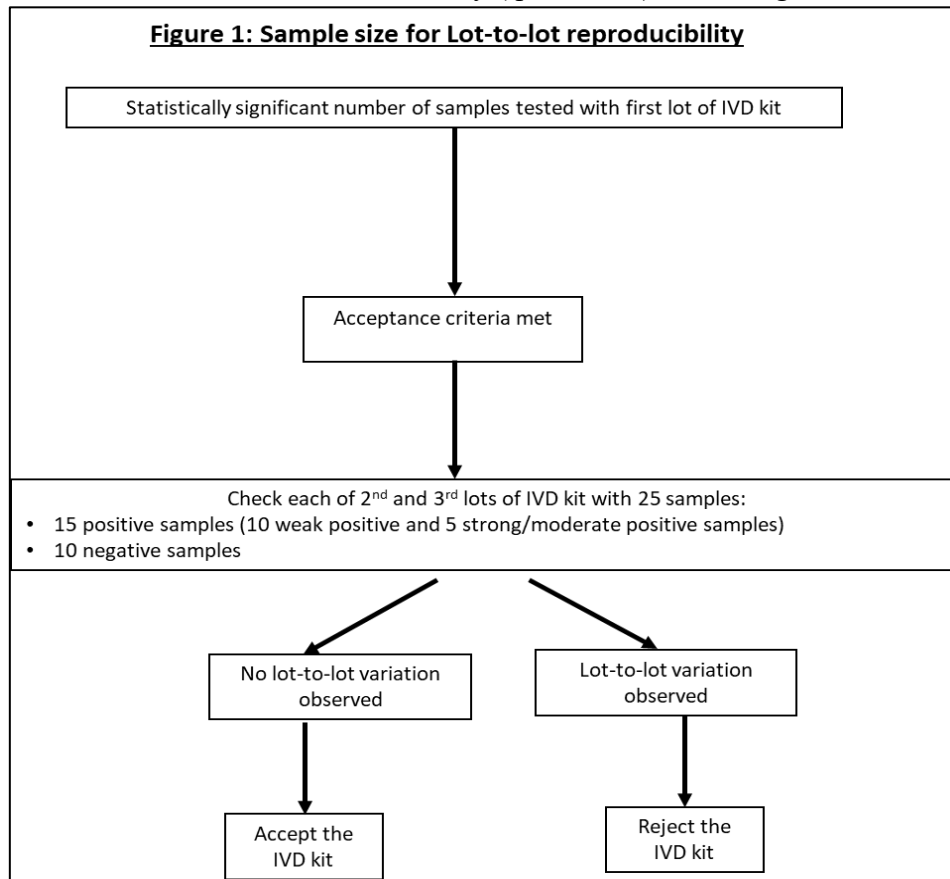 Figure 1: Sample size for Lot-to-lot reproducibility
Statistically significant number of samples tested with first lot of IVD kit
Acceptance criteria met
Check each of 2nd and 3rd lots of IVD kit with 25 samples:
• 15 positive samples (10 weak positive and 5 strong/moderate positive samples)
• 10 negative samples
No lot-to-lot variation
observed
Lot-to-lot variation
observed
Accept the
IVD kit
Reject the
IVD kit